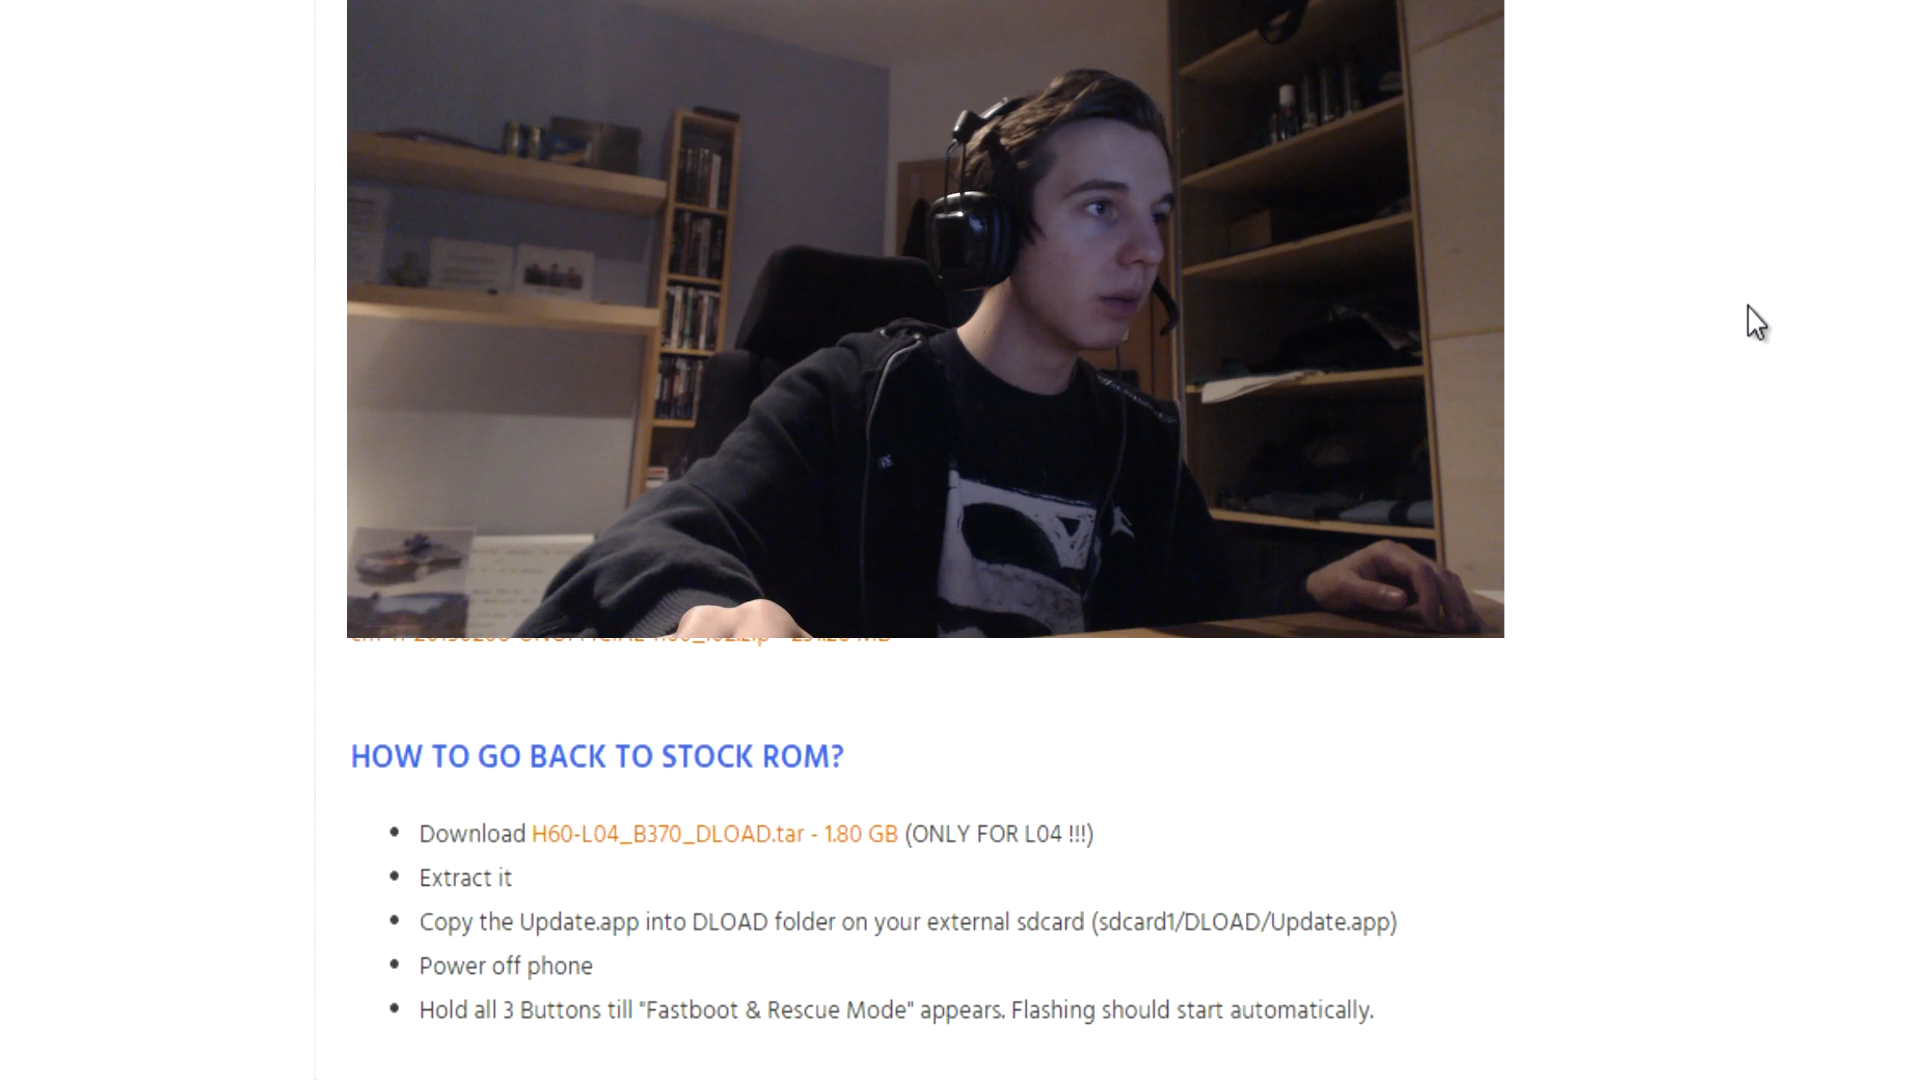 HOW TO GO BACK TO STOCK ROM?
Download H60-L04_B370_DLOAD.tar - 1.80 GB (ONLY FOR L04 !!!)
Extract it
Copy the Update.app into DLOAD folder on your external sdcard (sdcard1/DLOAD/Update.app)
Power off phone
Hold all 3 Buttons till "Fastboot & Rescue Mode" appears. Flashing should start automatically.